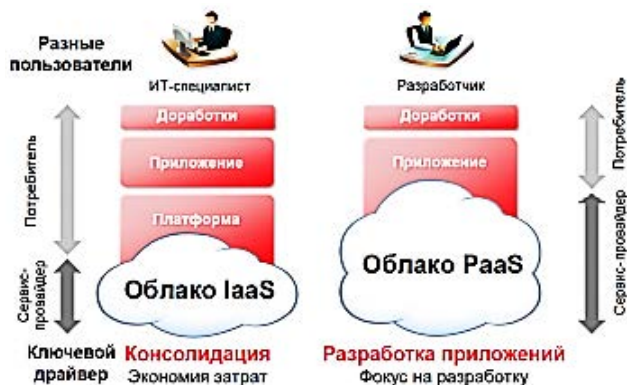 Разные
пользователи
ИТ-специалист
Разработчик
Доработки
Доработки
Приложение
Приложение
Платформа
Потребитель
Потребитель
Сервис-
провайдер
Сервис-провайдер
Облако IaaS
Облако PaaS
Ключевой
драйвер
Консолидация
Экономия затрат
Разработка приложений
Фокус на разработку